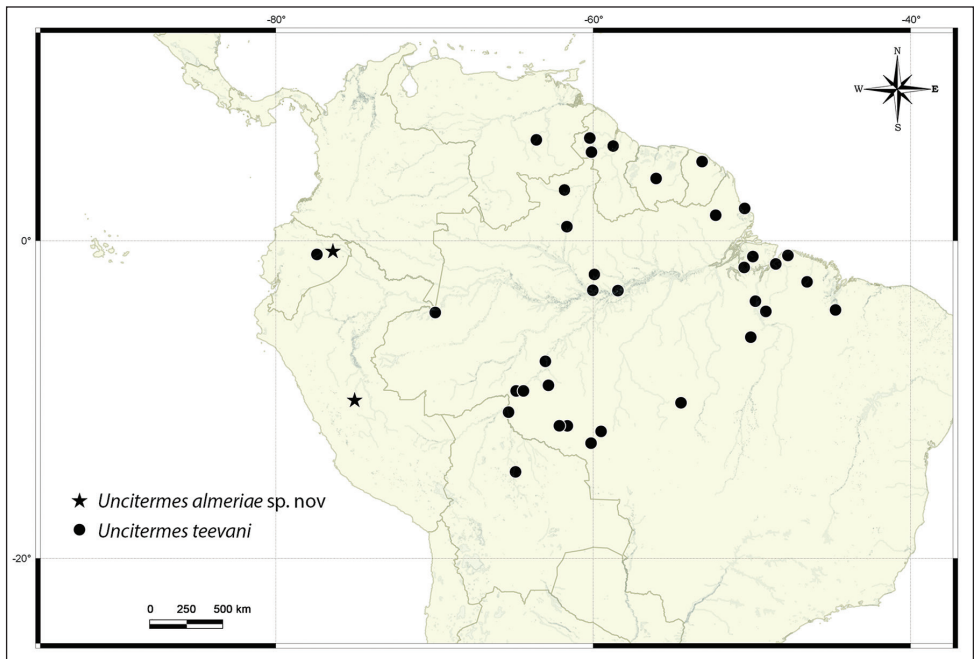 -80° -60° -40°
N
W E
S
0°
Uncitermes almeriae sp. nov
Uncitermes teevani
-20°
0 250 500 km